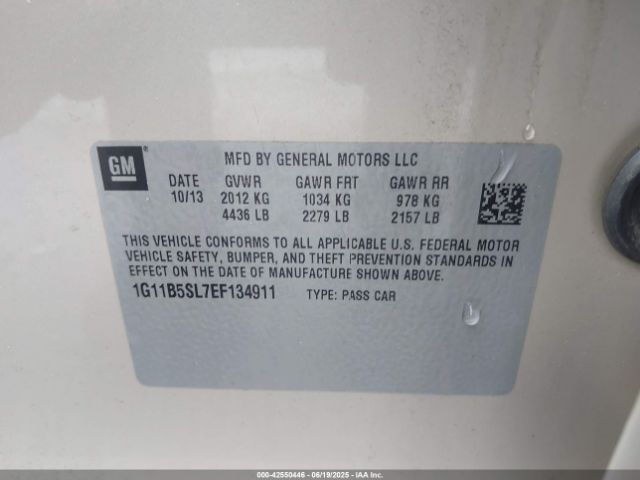 GM
MFD BY GENERAL MOTORS LLC
DATE GVWR GAWR FRT GAWR RR
10/13 2012 KG 1034 KG 978 KG
4436 LB 2279 LB 2157 LB
THIS VEHICLE CONFORMS TO ALL APPLICABLE U.S. FEDERAL MOTOR
VEHICLE SAFETY, BUMPER, AND THEFT PREVENTION STANDARDS IN
EFFECT ON THE DATE OF MANUFACTURE SHOWN ABOVE.
1G11B5SL7EF134911 TYPE: PASS CAR
000-42550446 - 06/19/2025 - IAA Inc.